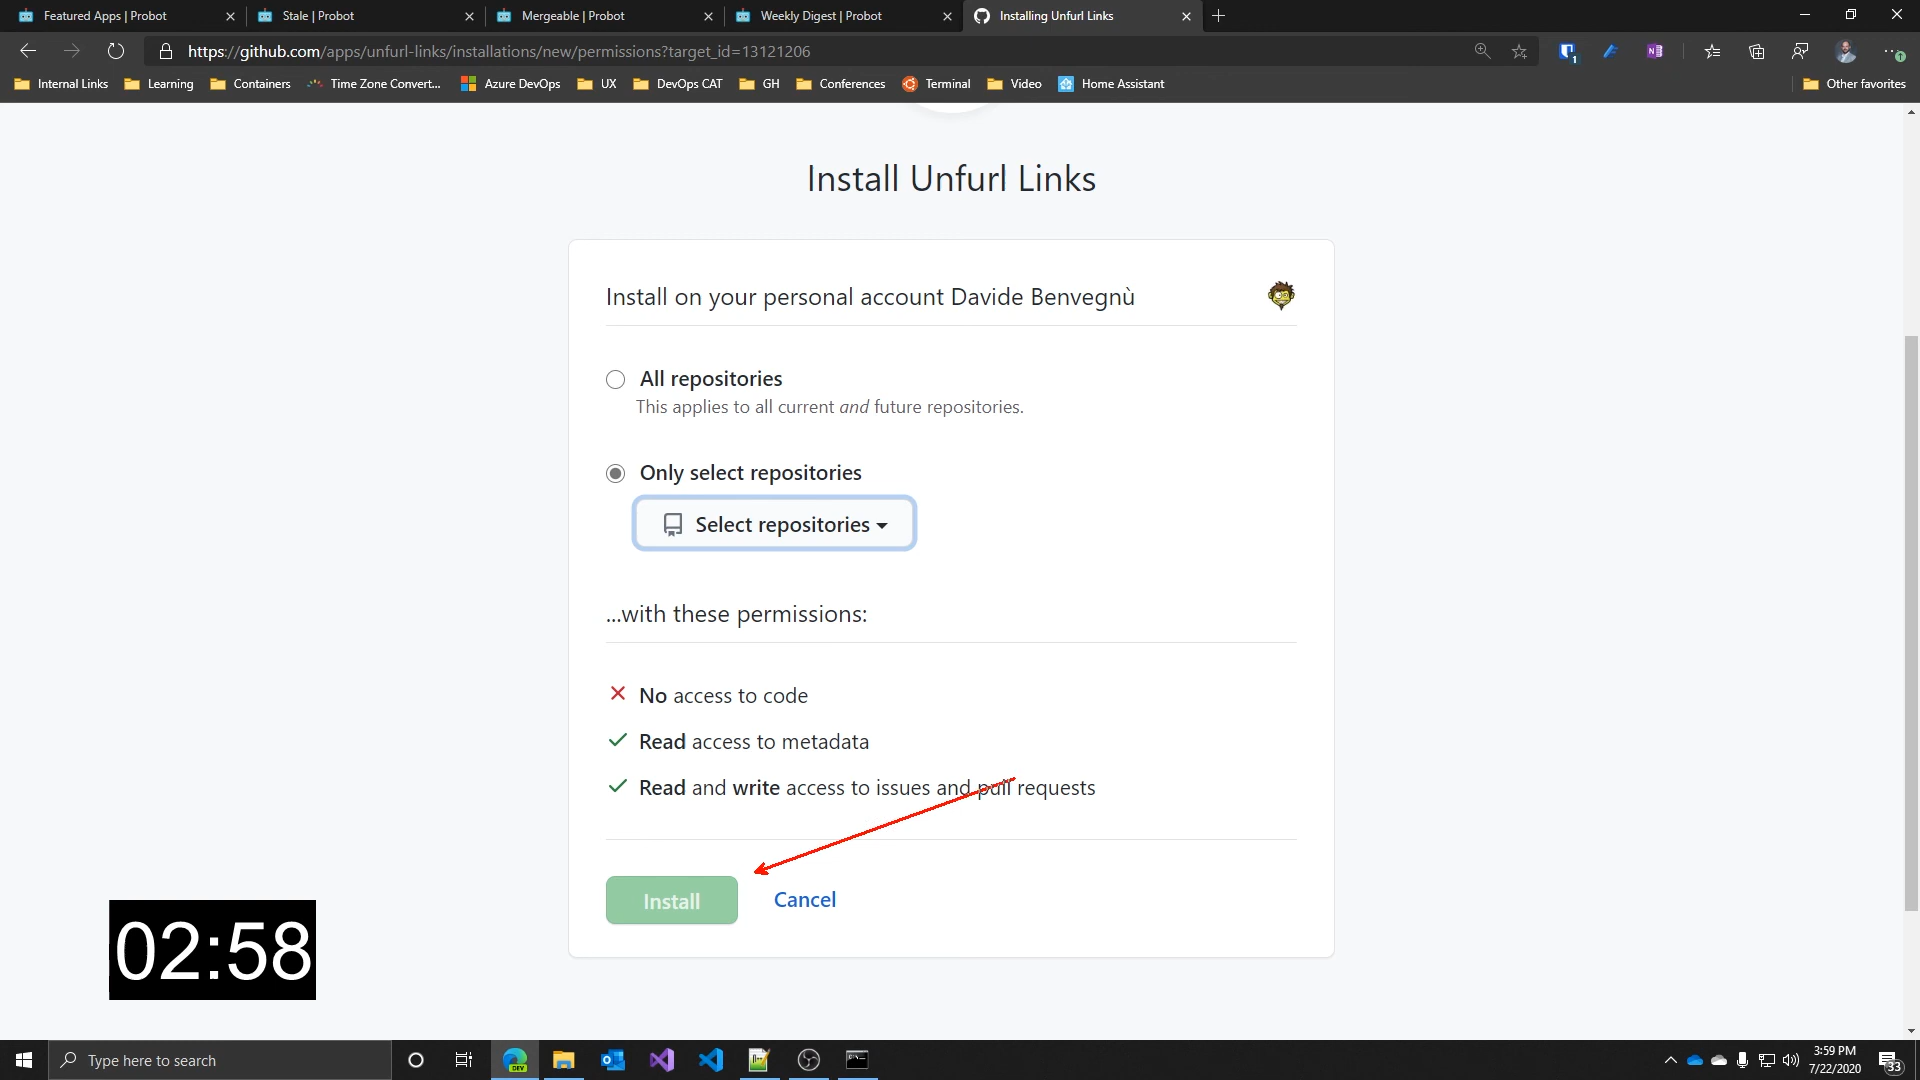 Featured Apps | Probot
Stale | Probot
Mergeable | Probot
Weekly Digest | Probot
Installing Unfurl Links
https://github.com/apps/unfurl-links/installations/new/permissions?target_id=13121206
1
N
Internal Links
Learning
Containers
Time Zone Convert...
Azure DevOps
UX
DevOps CAT
GH
Conferences
Terminal
Video
Home Assistant
Other favorites
Install Unfurl Links
Install on your personal account Davide Benvegnù
All repositories
This applies to all current and future repositories.
Only select repositories
Select repositories
...with these permissions:
No access to code
Read access to metadata
Read and write access to issues and pull requests
Install
Cancel
02:58
Type here to search
DEV
3:59 PM
7/22/2020
33